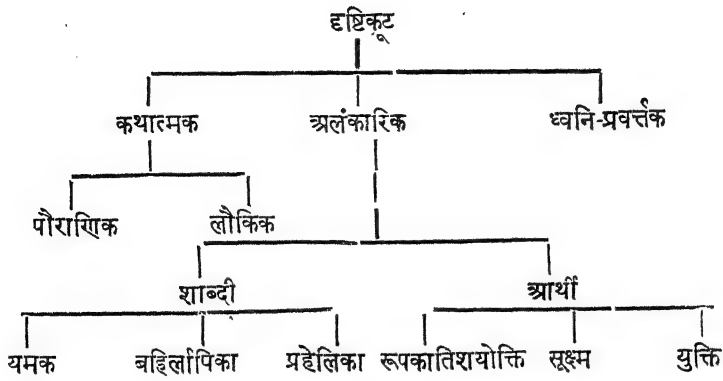 दृष्टिकूट
कथात्मक अलंकारिक ध्वनि-प्रवर्त्तक
पौराणिक लौकिक
शाब्दी आर्थी
यमक बहिर्लापिका प्रहेलिका रूपकातिशयोक्ति सूक्ष्म युक्ति